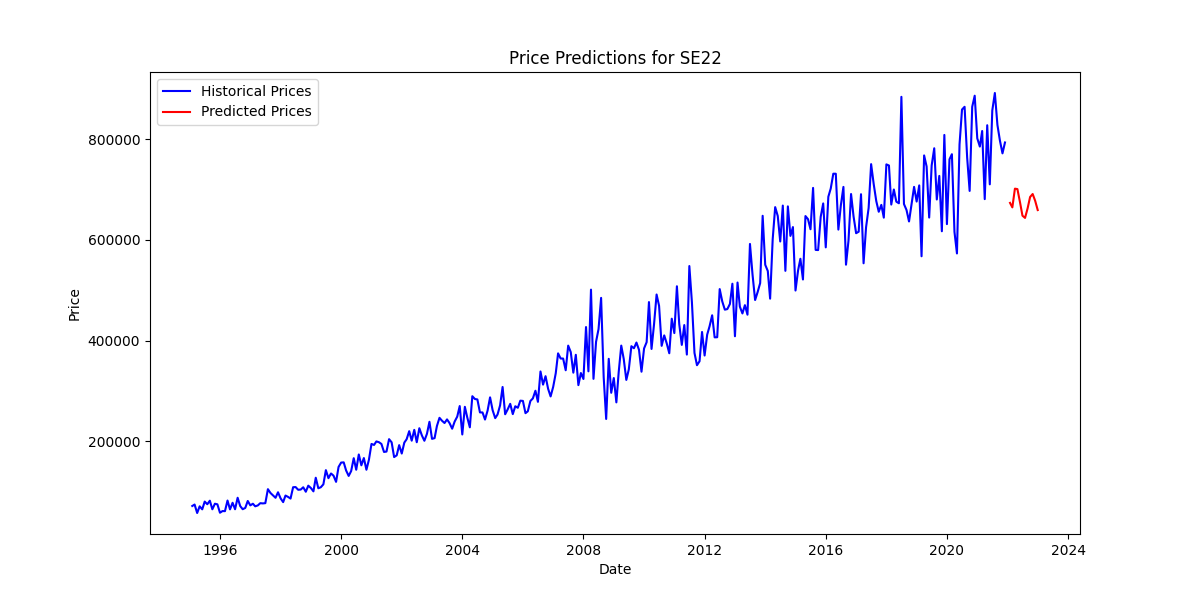 Price Predictions for SE22
Historical Prices
Predicted Prices
800000
600000
400000
200000
Price
1996 2000 2004 2008 2012 2016 2020 2024
Date